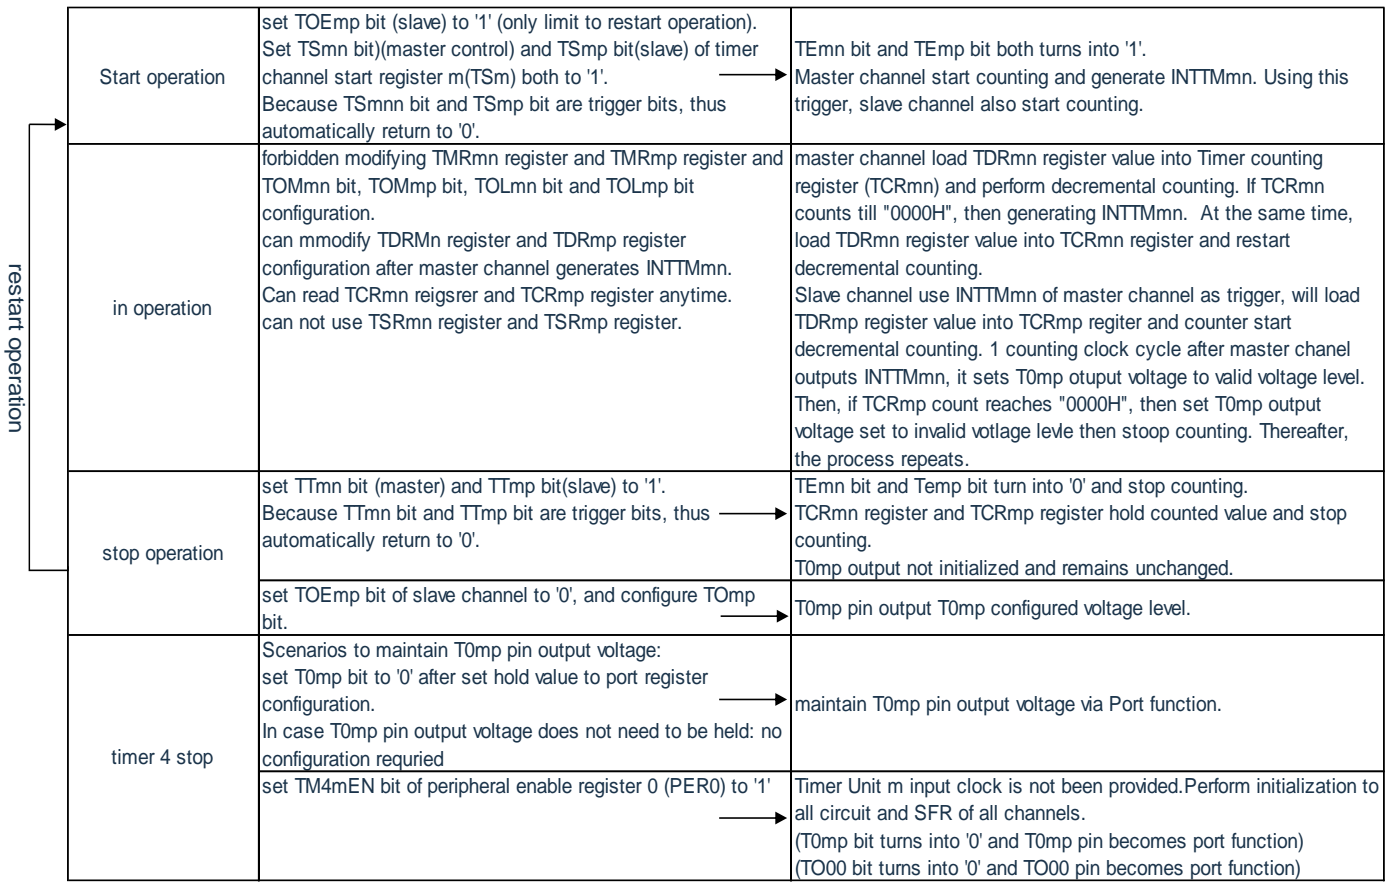 restart operation
Start operation
set TOEmp bit (slave) to '1' (only limit to restart operation).
Set TSmn bit)(master control) and TSmp bit(slave) of timer
channel start register m(TSm) both to '1'.
Because TSmnn bit and TSmp bit are trigger bits, thus
automatically return to '0'.
TEmn bit and TEmp bit both turns into '1'.
Master channel start counting and generate INTTMmn. Using this
trigger, slave channel also start counting.
in operation
forbidden modifying TMRmn register and TMRmp register and
TOMmn bit, TOMmp bit, TOLmn bit and TOLmp bit
configuration.
can mmodify TDRMn register and TDRmp register
configuration after master channel generates INTTMmn.
Can read TCRmn reigsrer and TCRmp register anytime.
can not use TSRmn register and TSRmp register.
master channel load TDRmn register value into Timer counting
register (TCRmn) and perform decremental counting. If TCRmn
counts till "0000H", then generating INTTMmn.  At the same time,
load TDRmn register value into TCRmn register and restart
decremental counting.
Slave channel use INTTMmn of master channel as trigger, will load
TDRmp register value into TCRmp regiter and counter start
decremental counting. 1 counting clock cycle after master chanel
outputs INTTMmn, it sets T0mp otuput voltage to valid voltage level.
Then, if TCRmp count reaches "0000H", then set T0mp output
voltage set to invalid votlage levle then stoop counting. Thereafter,
the process repeats.
stop operation
set TTmn bit (master) and TTmp bit(slave) to '1'.
Because TTmn bit and TTmp bit are trigger bits, thus
automatically return to '0'.
TEmn bit and Temp bit turn into '0' and stop counting.
TCRmn register and TCRmp register hold counted value and stop
counting.
T0mp output not initialized and remains unchanged.
set TOEmp bit of slave channel to '0', and configure TOmp
bit.
T0mp pin output T0mp configured voltage level.
timer 4 stop
Scenarios to maintain T0mp pin output voltage:
set T0mp bit to '0' after set hold value to port register
configuration.
In case T0mp pin output voltage does not need to be held: no
configuration requried
maintain T0mp pin output voltage via Port function.
set TM4mEN bit of peripheral enable register 0 (PER0) to '1'
Timer Unit m input clock is not been provided.Perform initialization to
all circuit and SFR of all channels.
(T0mp bit turns into '0' and T0mp pin becomes port function)
(TO00 bit turns into '0' and TO00 pin becomes port function)